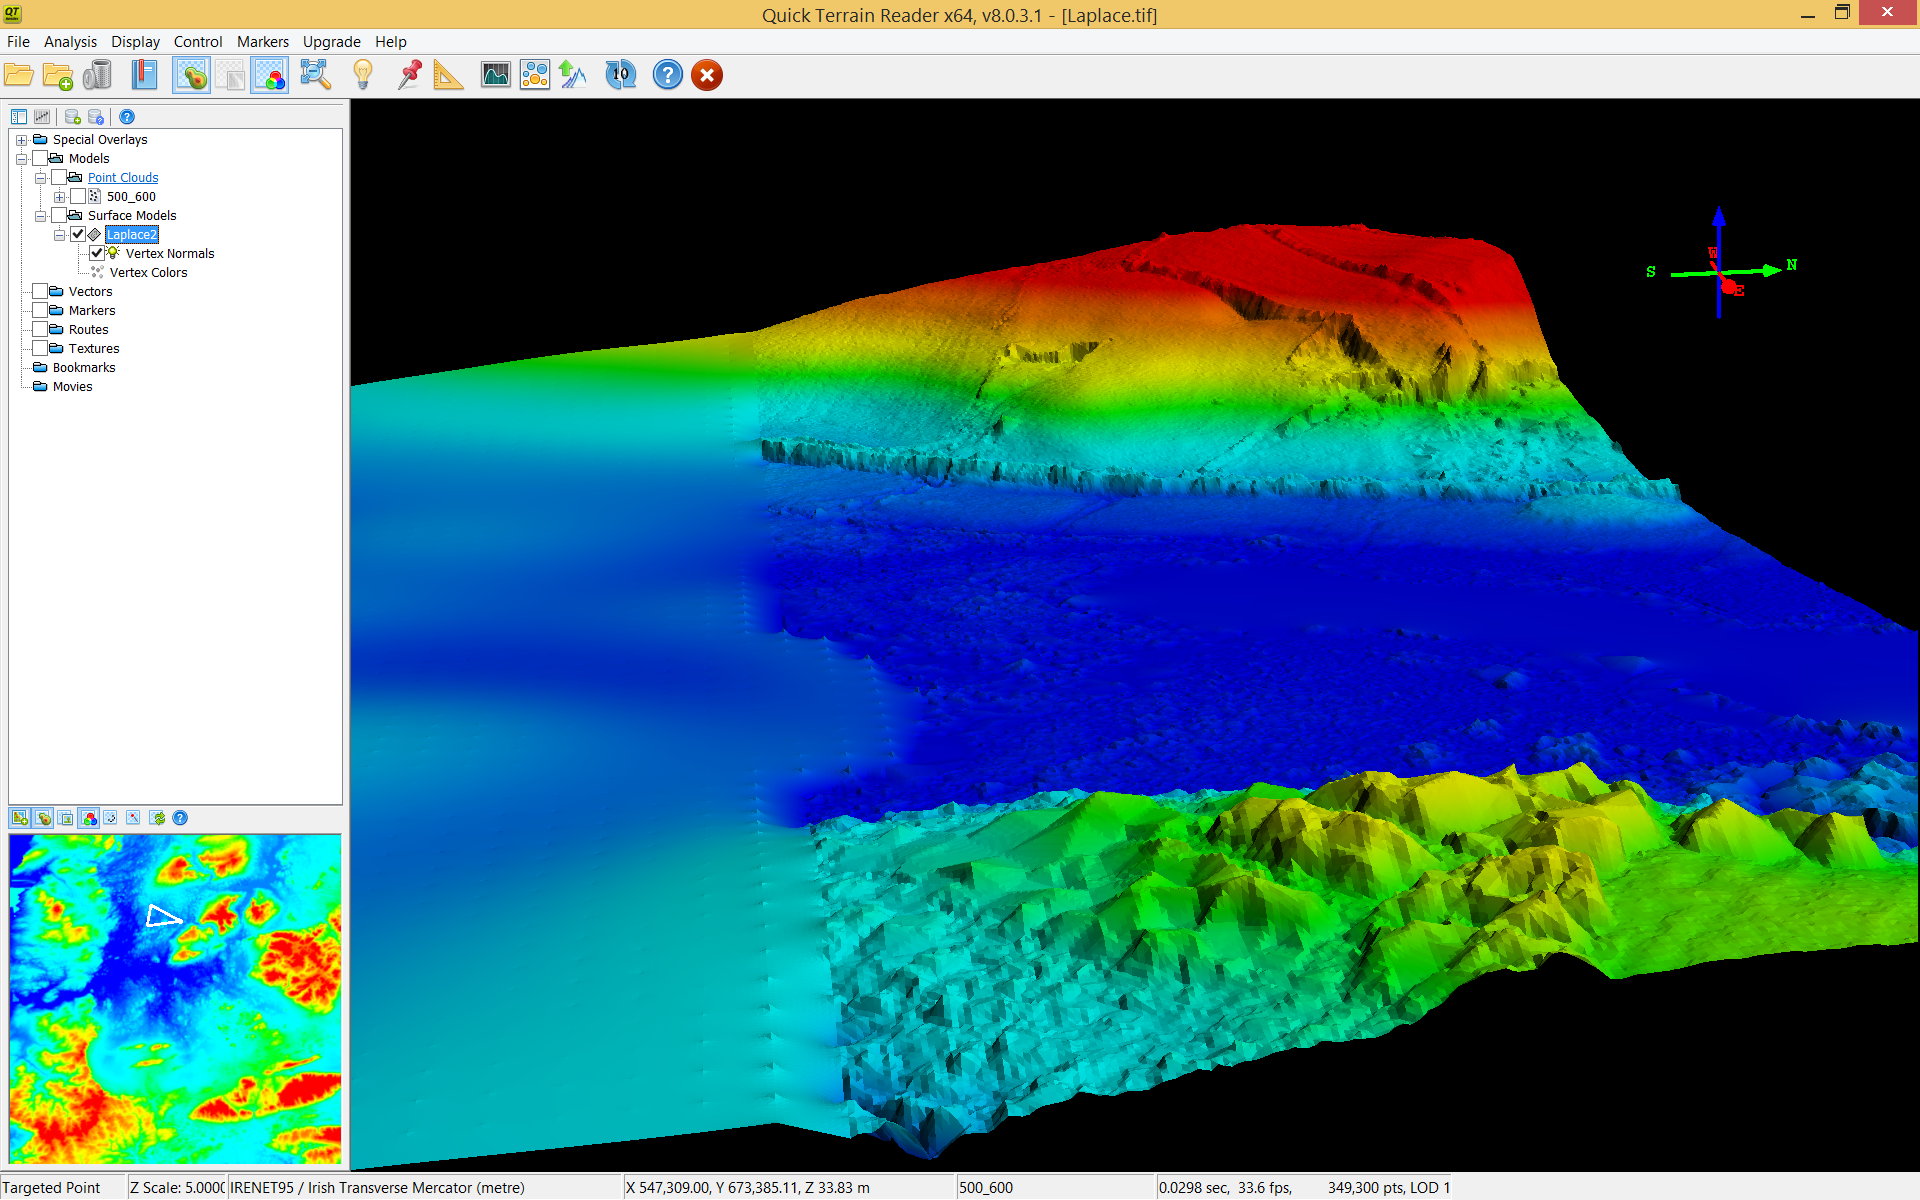 QT
Quick Terrain Reader x64, v8.0.3.1 - [Laplace.tif]
File Analysis Display Control Markers Upgrade Help
10
Special Overlays
Models
Point Clouds
500_600
Surface Models
Laplace2
Vertex Normals
Vertex Colors
Vectors
Markers
Routes
Textures
Bookmarks
Movies
W
S N
E
Targeted Point Z Scale: 5.000 IRENET95 / Irish Transverse Mercator (metre) X 547,309.00, Y 673,385.11, Z 33.83 m 500_600 0.0298 sec, 33.6 fps, 349,300 pts, LOD 1